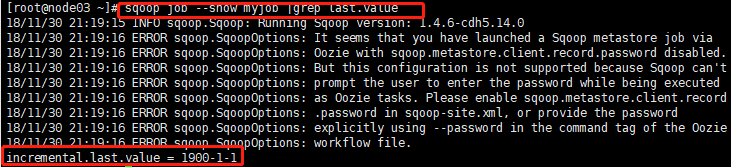 [root@node03 ~]# sqoop job --show myjob |grep last.value
18/11/30 21:19:15 INFO sqoop.Sqoop: Running Sqoop version: 1.4.6-cdh5.14.0
18/11/30 21:19:16 ERROR sqoop.SqoopOptions: It seems that you have launched a Sqoop metastore job via
18/11/30 21:19:16 ERROR sqoop.SqoopOptions: Oozie with sqoop.metastore.client.record.password disabled.
18/11/30 21:19:16 ERROR sqoop.SqoopOptions: But this configuration is not supported because Sqoop can't
18/11/30 21:19:16 ERROR sqoop.SqoopOptions: prompt the user to enter the password while being executed
18/11/30 21:19:16 ERROR sqoop.SqoopOptions: as Oozie tasks. Please enable sqoop.metastore.client.record
18/11/30 21:19:16 ERROR sqoop.SqoopOptions: .password in sqoop-site.xml, or provide the password
18/11/30 21:19:16 ERROR sqoop.SqoopOptions: explicitly using --password in the command tag of the Oozie
18/11/30 21:19:16 ERROR sqoop.SqoopOptions: workflow file.
incremental.last.value = 1900-1-1